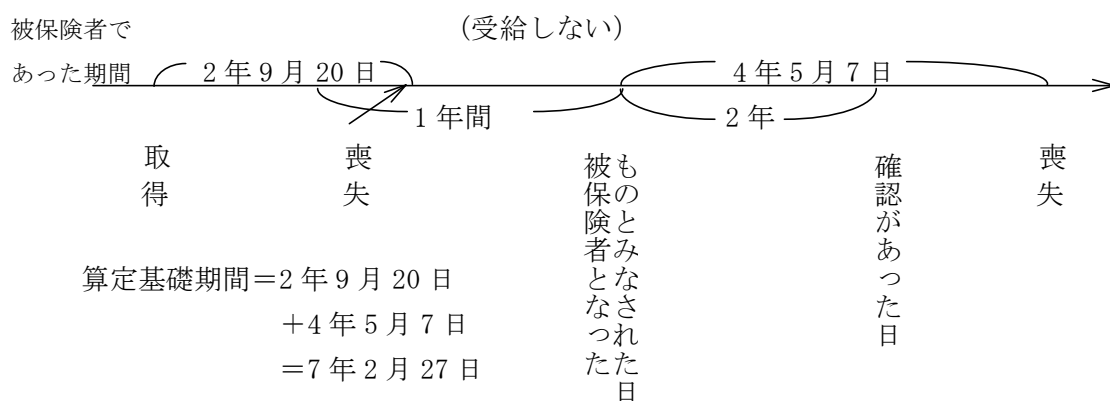 被保険者で
（受給しない）
あった期間
2年9月20日
4年5月7日
1年間
2年
取得
喪失
被保険者となった
ものとみなされた日
確認があった日
喪失
算定基礎期間＝2年9月20日
＋4年5月7日
＝7年2月27日